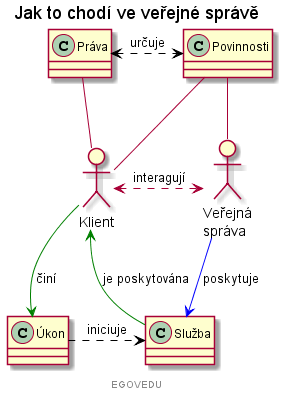 Jak to chodí ve veřejné správě
C Práva
určuje
C Povinnosti
interagují
Klient
Veřejná
správa
činí
je poskytována
poskytuje
C Úkon
iniciuje
C Služba
EGOVEDU